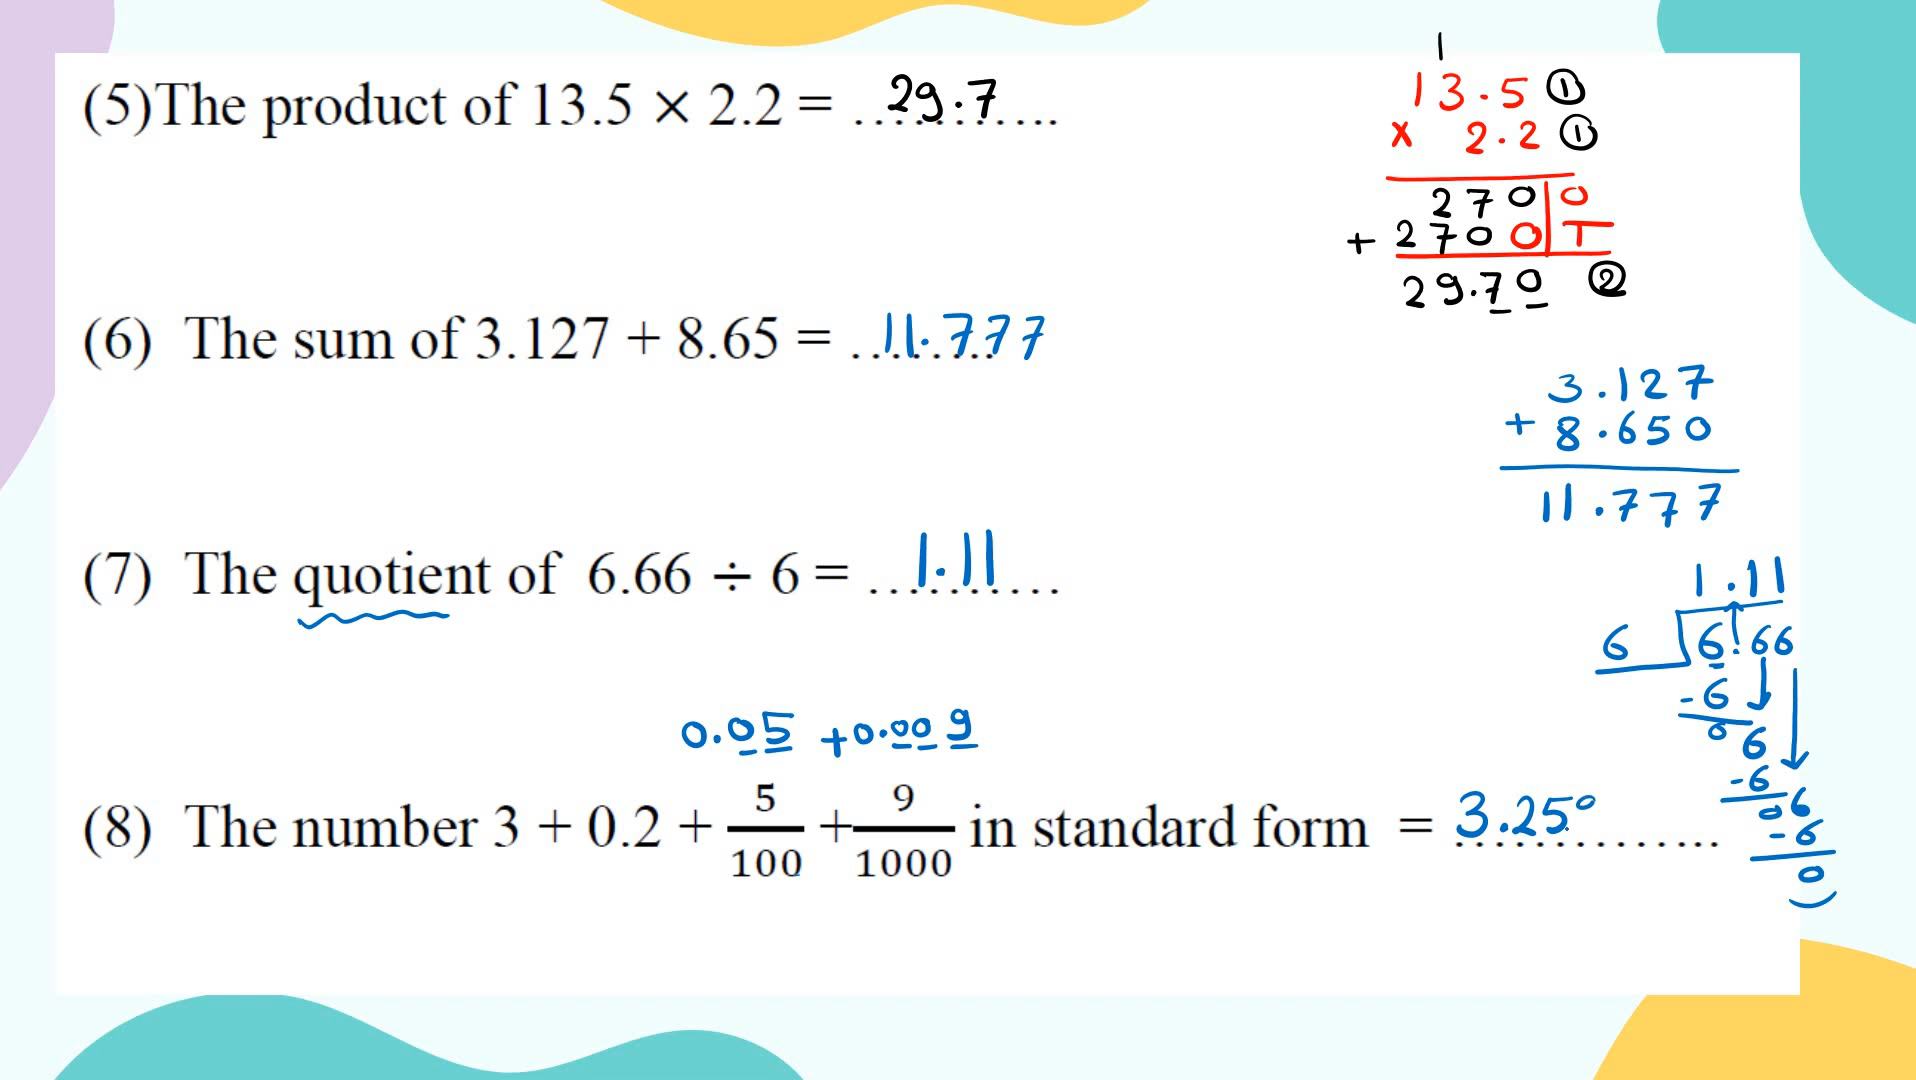 (5)The product of 13.5 × 2.2 = 29.7
1
13.5 ①
× 2.2 ①
270 0
+ 2700 T
29.70 ②
(6) The sum of 3.127 + 8.65 = 11.777
3.127
+ 8.650
11.777
(7) The quotient of 6.66 ÷ 6 = 1.11
1.11
6 6.66
-6
06
-6
06
-6
0
0.05 + 0.009
(8) The number 3 + 0.2 + 5/100 + 9/1000 in standard form = 3.25